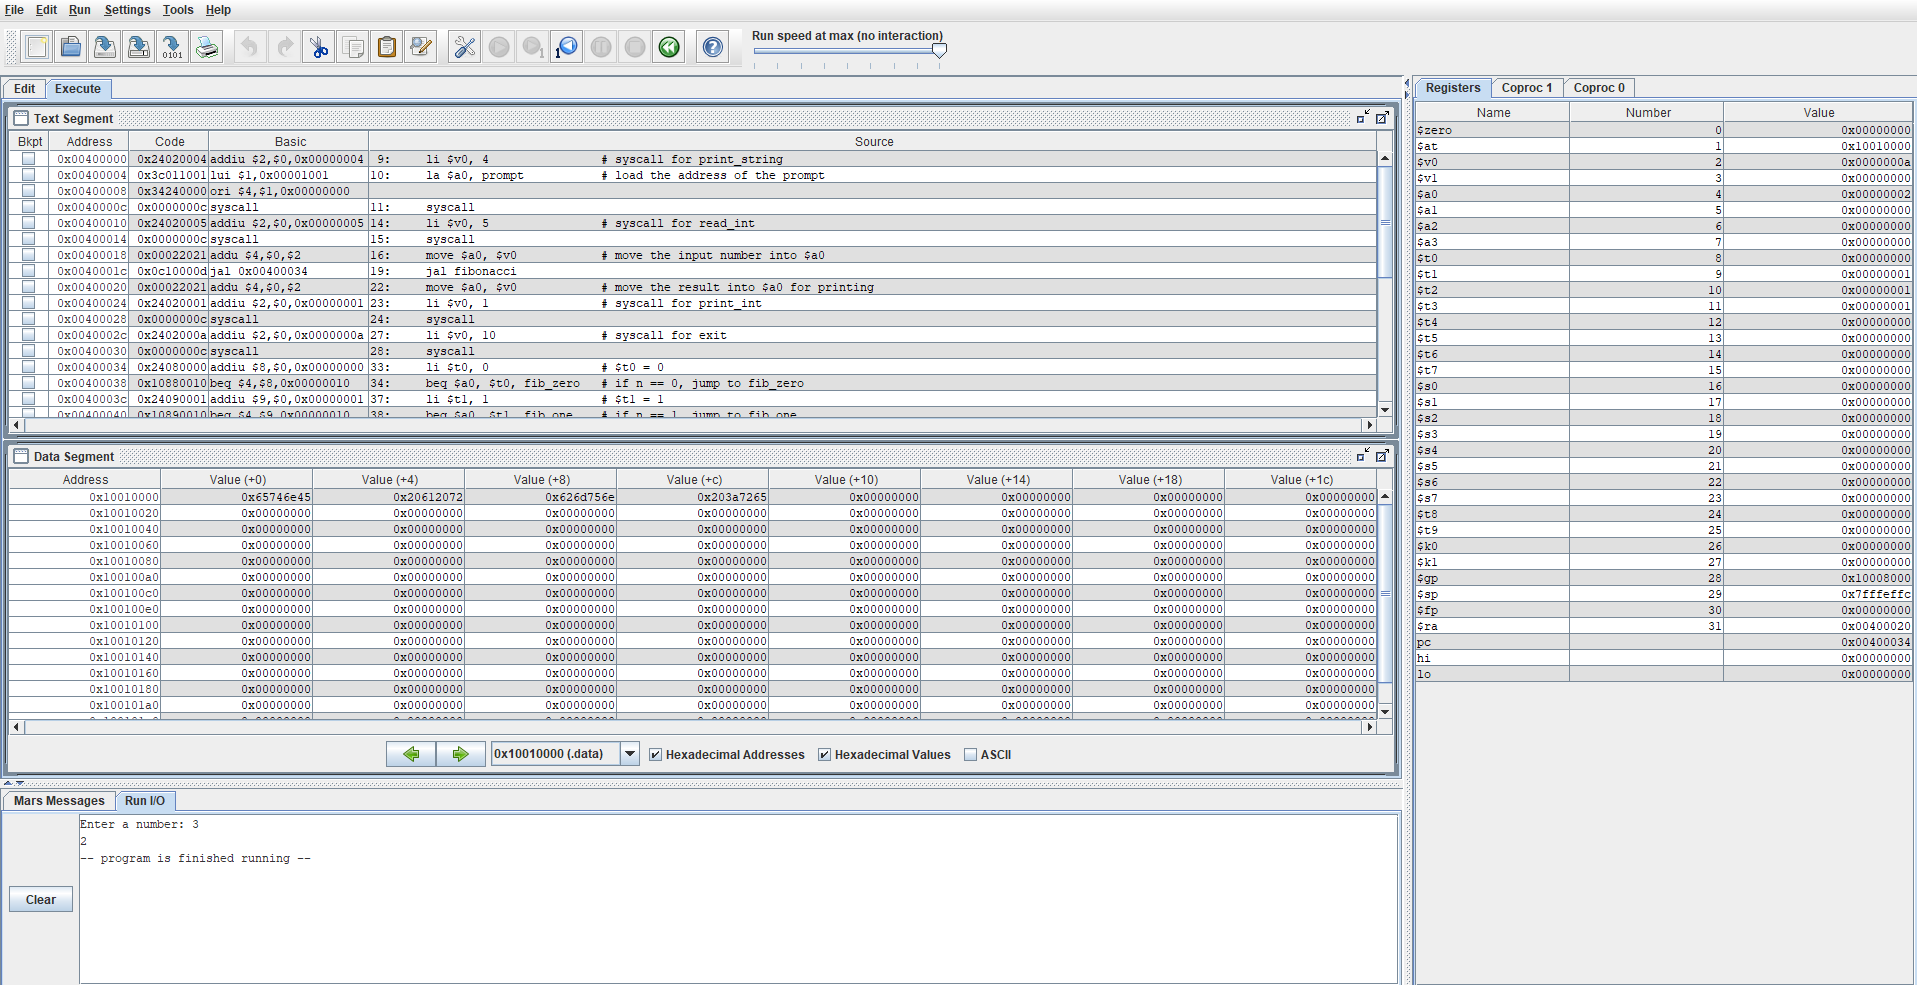 File Edit Run Settings Tools Help
Run speed at max (no interaction)
Edit Execute
Text Segment
Bkpt Address Code Basic Source
0x00400000 0x24020004 addiu $2,$0,0x00000004 9: li $v0, 4 # syscall for print_string
0x00400004 0x3c011001 lui $1,0x00001001 10: la $a0, prompt # load the address of the prompt
0x00400008 0x34240000 ori $4,$1,0x00000000
0x0040000c 0x0000000c syscall 11: syscall
0x00400010 0x24020005 addiu $2,$0,0x00000005 14: li $v0, 5 # syscall for read_int
0x00400014 0x0000000c syscall 15: syscall
0x00400018 0x00022021 addu $4,$0,$2 16: move $a0, $v0 # move the input number into $a0
0x0040001c 0x0c10000d jal 0x00400034 19: jal fibonacci
0x00400020 0x00022021 addu $4,$0,$2 22: move $a0, $v0 # move the result into $a0 for printing
0x00400024 0x24020001 addiu $2,$0,0x00000001 23: li $v0, 1 # syscall for print_int
0x00400028 0x0000000c syscall 24: syscall
0x0040002c 0x2402000a addiu $2,$0,0x0000000a 27: li $v0, 10 # syscall for exit
0x00400030 0x0000000c syscall 28: syscall
0x00400034 0x24080000 addiu $8,$0,0x00000000 33: li $t0, 0 # $t0 = 0
0x00400038 0x10880010 beq $4,$8,0x00000010 34: beq $a0, $t0, fib_zero # if n == 0, jump to fib_zero
0x0040003c 0x24090001 addiu $9,$0,0x00000001 37: li $t1, 1 # $t1 = 1
0x00400040 0x10890010 beq $4,$9,0x00000010 38: beq $a0, $t1, fib_one # if n == 1, jump to fib_one
Data Segment
Address Value (+0) Value (+4) Value (+8) Value (+c) Value (+10) Value (+14) Value (+18) Value (+1c)
0x10010000 0x65746e45 0x20612072 0x626d756e 0x203a7265 0x00000000 0x00000000 0x00000000 0x00000000
0x10010020 0x00000000 0x00000000 0x00000000 0x00000000 0x00000000 0x00000000 0x00000000 0x00000000
0x10010040 0x00000000 0x00000000 0x00000000 0x00000000 0x00000000 0x00000000 0x00000000 0x00000000
0x10010060 0x00000000 0x00000000 0x00000000 0x00000000 0x00000000 0x00000000 0x00000000 0x00000000
0x10010080 0x00000000 0x00000000 0x00000000 0x00000000 0x00000000 0x00000000 0x00000000 0x00000000
0x100100a0 0x00000000 0x00000000 0x00000000 0x00000000 0x00000000 0x00000000 0x00000000 0x00000000
0x100100c0 0x00000000 0x00000000 0x00000000 0x00000000 0x00000000 0x00000000 0x00000000 0x00000000
0x100100e0 0x00000000 0x00000000 0x00000000 0x00000000 0x00000000 0x00000000 0x00000000 0x00000000
0x10010100 0x00000000 0x00000000 0x00000000 0x00000000 0x00000000 0x00000000 0x00000000 0x00000000
0x10010120 0x00000000 0x00000000 0x00000000 0x00000000 0x00000000 0x00000000 0x00000000 0x00000000
0x10010140 0x00000000 0x00000000 0x00000000 0x00000000 0x00000000 0x00000000 0x00000000 0x00000000
0x10010160 0x00000000 0x00000000 0x00000000 0x00000000 0x00000000 0x00000000 0x00000000 0x00000000
0x10010180 0x00000000 0x00000000 0x00000000 0x00000000 0x00000000 0x00000000 0x00000000 0x00000000
0x100101a0 0x00000000 0x00000000 0x00000000 0x00000000 0x00000000 0x00000000 0x00000000 0x00000000
0x10010000 (.data) Hexadecimal Addresses Hexadecimal Values ASCII
Mars Messages Run I/O
Clear
Enter a number: 3
2
-- program is finished running --
Registers Coproc 1 Coproc 0
Name Number Value
$zero 0 0x00000000
$at 1 0x10010000
$v0 2 0x0000000a
$v1 3 0x00000000
$a0 4 0x00000002
$a1 5 0x00000000
$a2 6 0x00000000
$a3 7 0x00000000
$t0 8 0x00000000
$t1 9 0x00000001
$t2 10 0x00000001
$t3 11 0x00000001
$t4 12 0x00000000
$t5 13 0x00000000
$t6 14 0x00000000
$t7 15 0x00000000
$s0 16 0x00000000
$s1 17 0x00000000
$s2 18 0x00000000
$s3 19 0x00000000
$s4 20 0x00000000
$s5 21 0x00000000
$s6 22 0x00000000
$s7 23 0x00000000
$t8 24 0x00000000
$t9 25 0x00000000
$k0 26 0x00000000
$k1 27 0x00000000
$gp 28 0x10008000
$sp 29 0x7fffeffc
$fp 30 0x00000000
$ra 31 0x00400020
pc 0x00400034
hi 0x00000000
lo 0x00000000